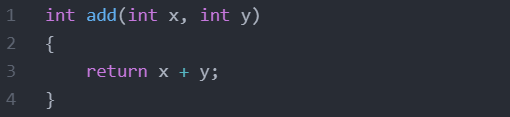 1 int add(int x, int y)
2 {
3     return x + y;
4 }